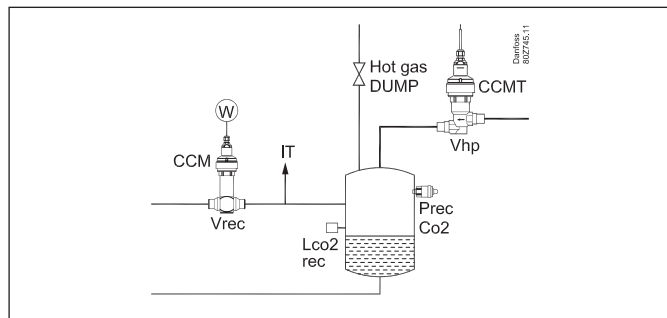 Danfoss
80Z745.11
Hot gas
DUMP
CCMT
W
CCM
IT
Vhp
Vrec
Prec
Co2
Lco2
rec